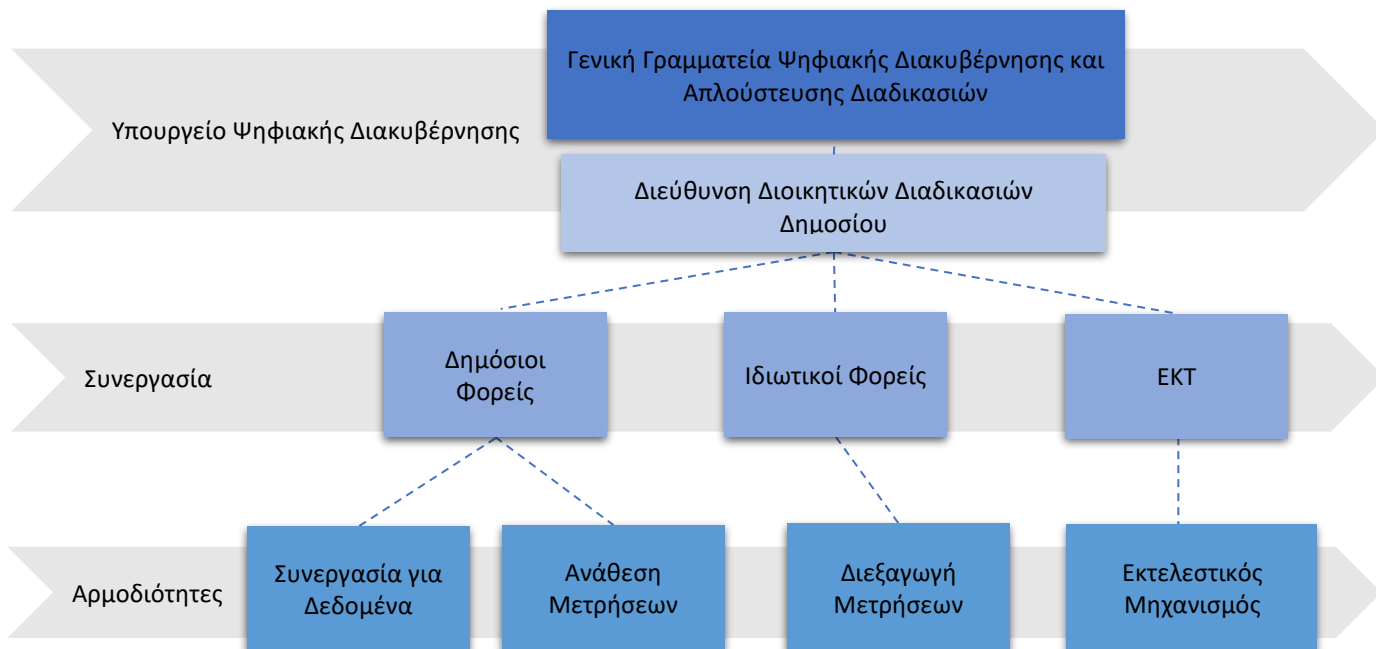 Γενική Γραμματεία Ψηφιακής Διακυβέρνησης και
Απλούστευσης Διαδικασιών
Υπουργείο Ψηφιακής Διακυβέρνησης
Διεύθυνση Διοικητικών Διαδικασιών
Δημοσίου
Συνεργασία
Δημόσιοι
Φορείς
Ιδιωτικοί Φορείς
ΕΚΤ
Αρμοδιότητες
Συνεργασία για
Δεδομένα
Ανάθεση
Μετρήσεων
Διεξαγωγή
Μετρήσεων
Εκτελεστικός
Μηχανισμός